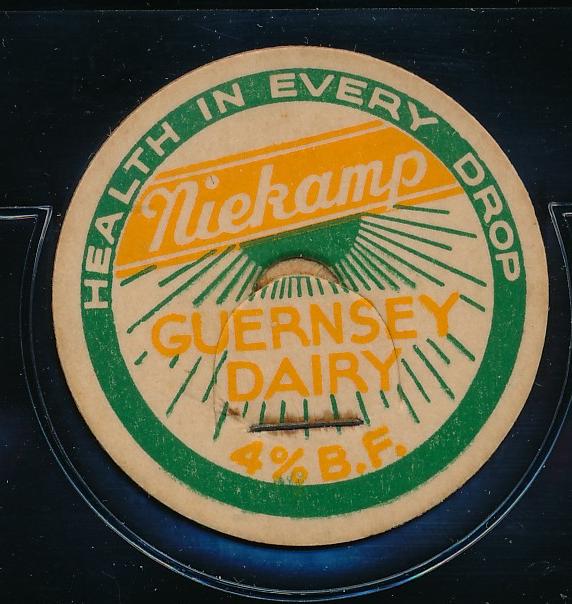 HEALTH IN EVERY DROP
Niekamp
GUERNSEY
DAIRY
4% B.F.